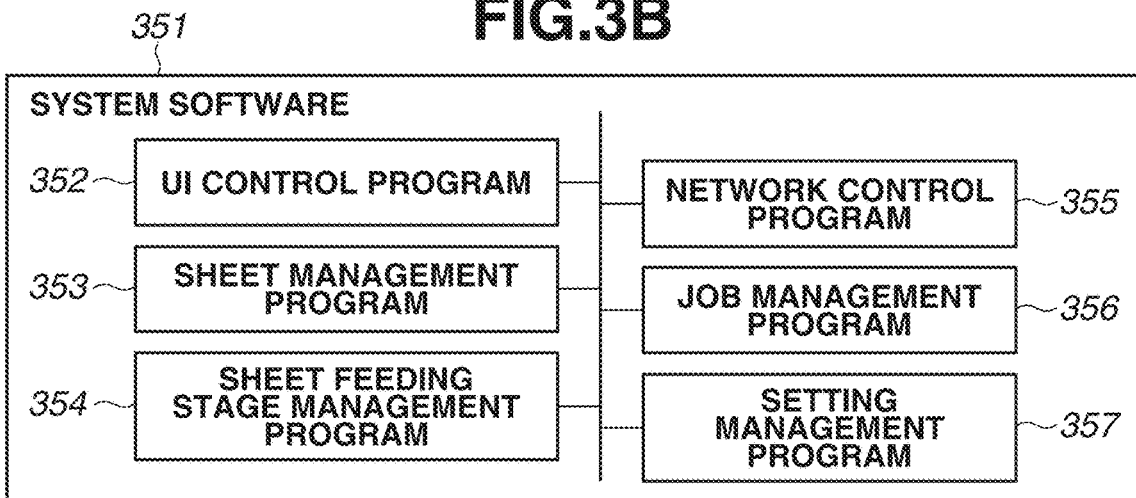 FIG.3B
351
SYSTEM SOFTWARE
352
UI CONTROL PROGRAM
353
SHEET MANAGEMENT
PROGRAM
354
SHEET FEEDING
STAGE MANAGEMENT
PROGRAM
NETWORK CONTROL
PROGRAM
355
JOB MANAGEMENT
PROGRAM
356
SETTING
MANAGEMENT
PROGRAM
357